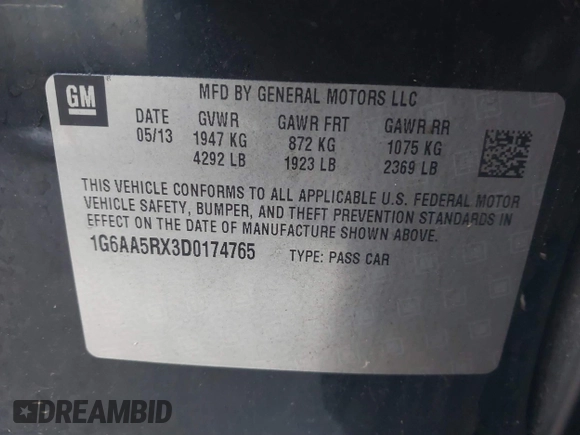 GM
MFD BY GENERAL MOTORS LLC
DATE GVWR GAWR FRT GAWR RR
05/13 1947 KG 872 KG 1075 KG
4292 LB 1923 LB 2369 LB
THIS VEHICLE CONFORMS TO ALL APPLICABLE U.S. FEDERAL MOTOR
VEHICLE SAFETY, BUMPER, AND THEFT PREVENTION STANDARDS IN
EFFECT ON THE DATE OF MANUFACTURE SHOWN ABOVE.
1G6AA5RX3D0174765 TYPE: PASS CAR
DREAMBID